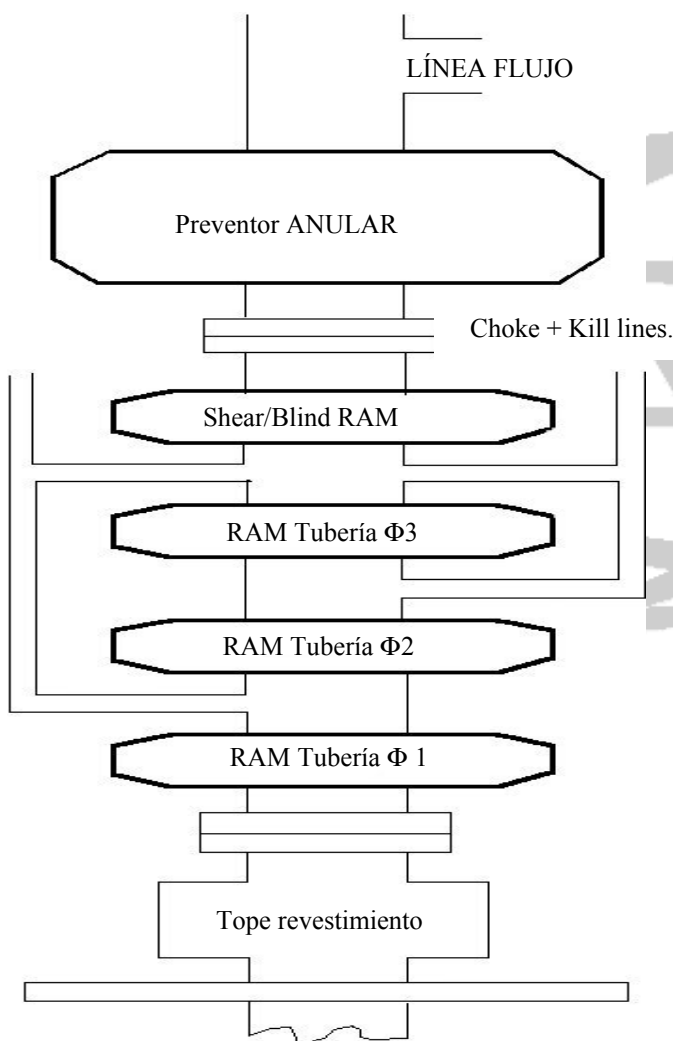 LÍNEA FLUJO
Preventor ANULAR
Choke + Kill lines.
Shear/Blind RAM
RAM Tubería Φ3
RAM Tubería Φ2
RAM Tubería Φ 1
Tope revestimiento